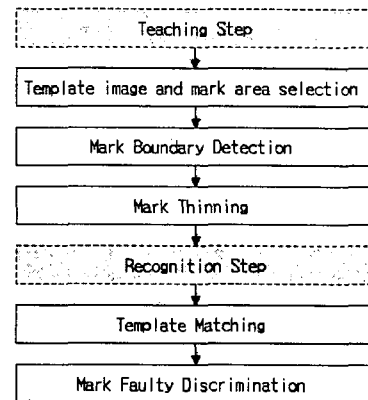 Teaching Step
Template image and mark area selection
Mark Boundary Detection
Mark Thinning
Recognition Step
Template Matching
Mark Faulty Discrimination